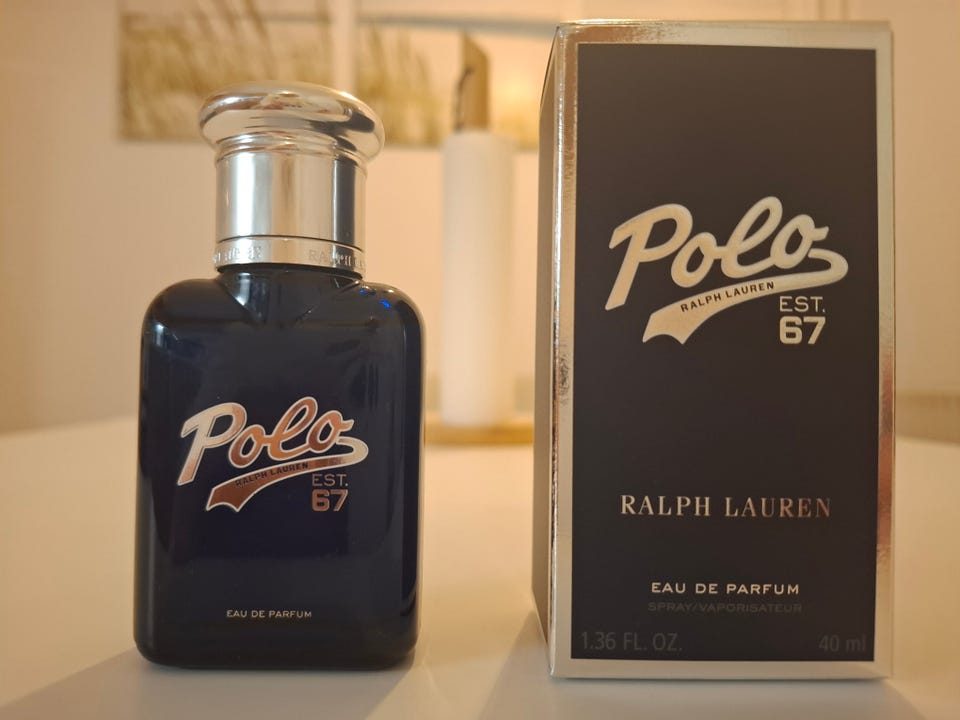 RALPH L
Polo
RALPH LAUREN
EST.
67
EAU DE PARFUM
Polo
RALPH LAUREN
EST.
67
RALPH LAUREN
EAU DE PARFUM
SPRAY/VAPORISATEUR
1.36 FL. OZ. 40 ml